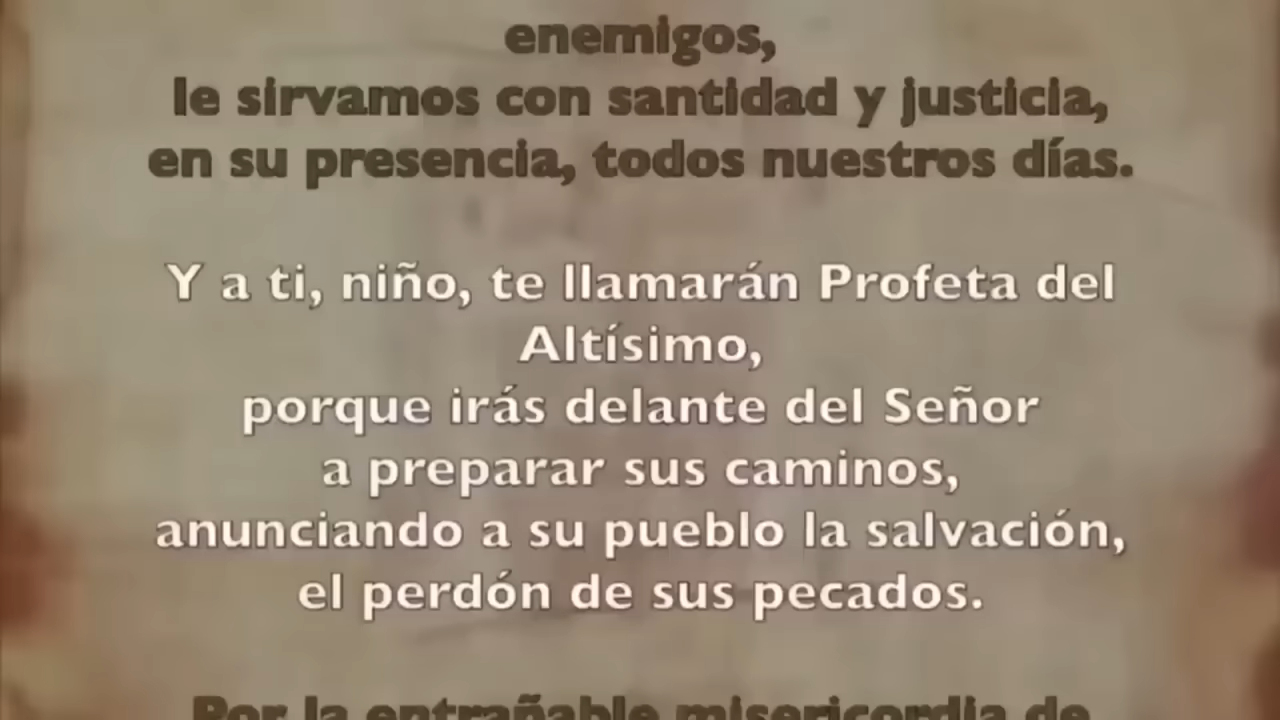 enemigos,
le sirvamos con santidad y justicia,
en su presencia, todos nuestros días.
Y a ti, niño, te llamarán Profeta del
Altísimo,
porque irás delante del Señor
a preparar sus caminos,
anunciando a su pueblo la salvación,
el perdón de sus pecados.
Por la entrañable misericordia de